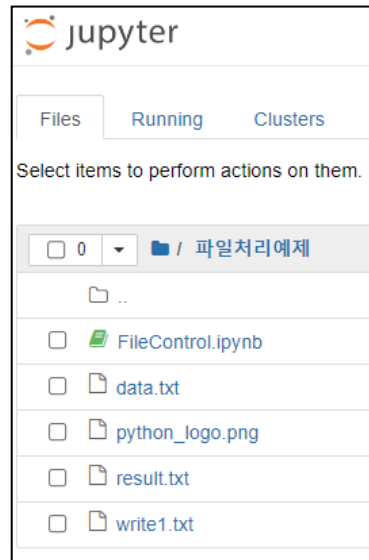 jupyter
Files Running Clusters
Select items to perform actions on them.
0 / 파일처리예제
..
FileControl.ipynb
data.txt
python_logo.png
result.txt
write1.txt